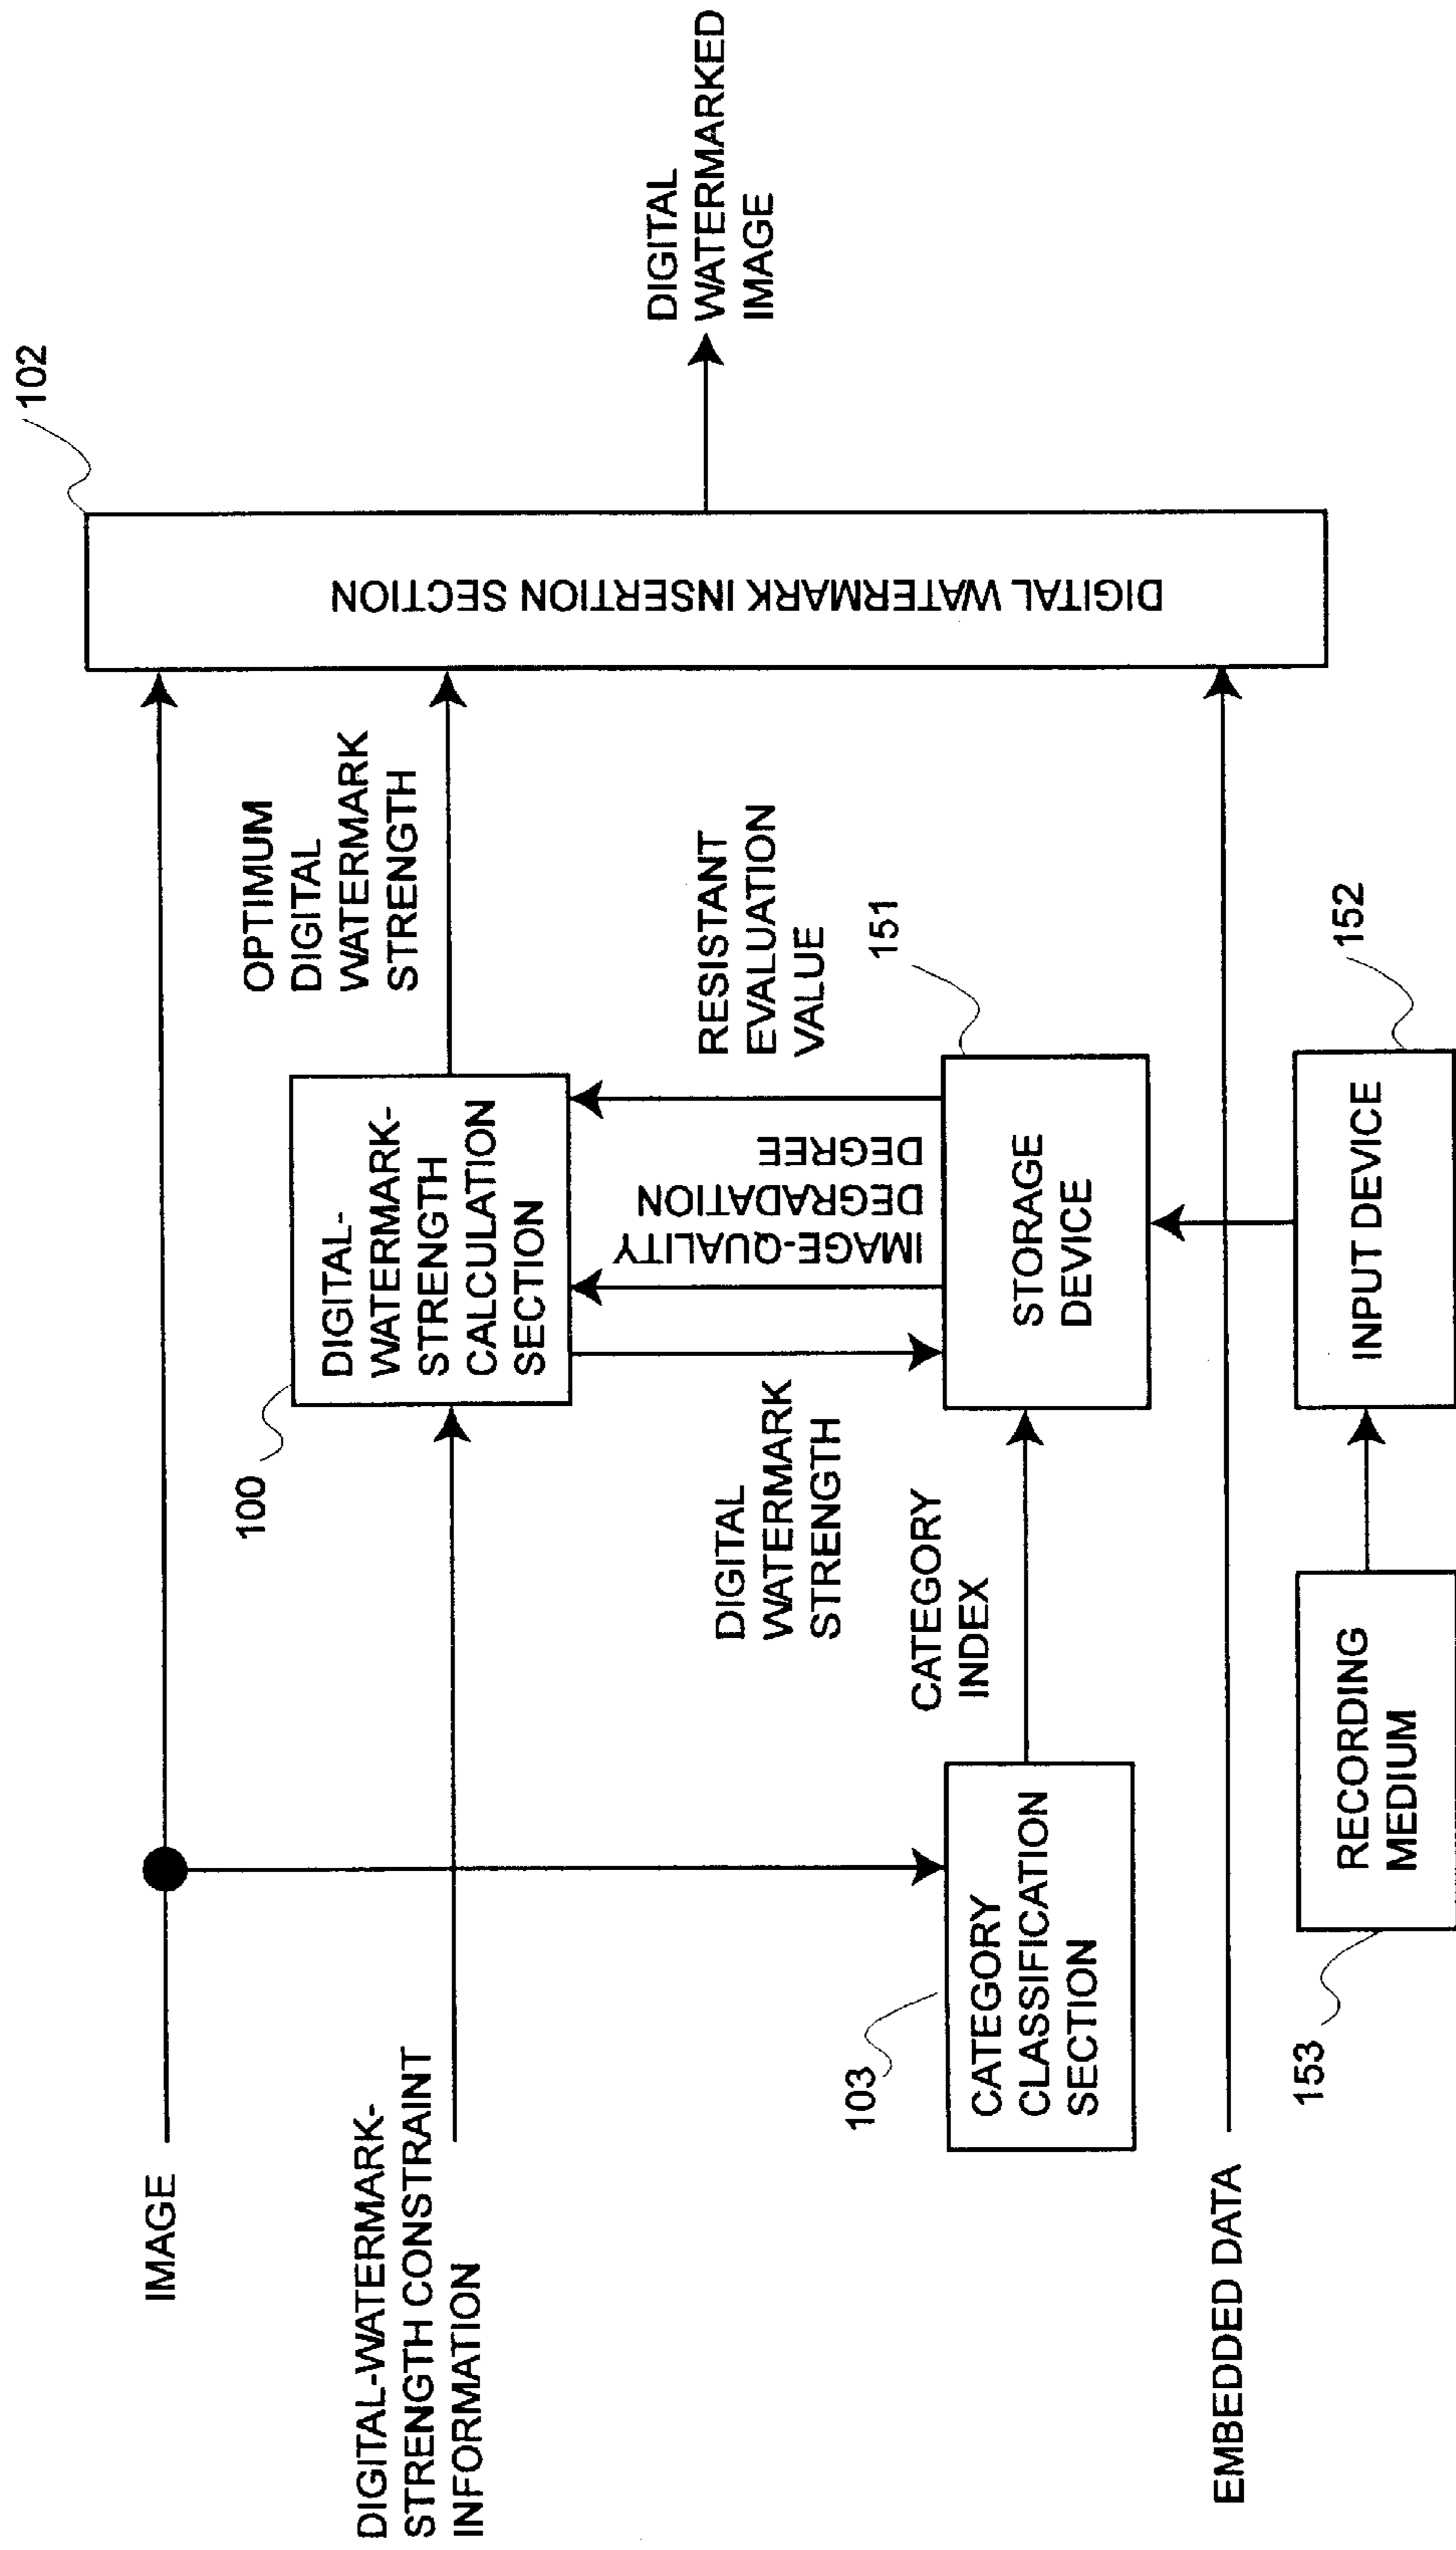 IMAGE
DIGITAL-WATERMARK-
STRENGTH CONSTRAINT
INFORMATION
100
DIGITAL-
WATERMARK-
STRENGTH
CALCULATION
SECTION
OPTIMUM
DIGITAL
WATERMARK
STRENGTH
102
DIGITAL WATERMARK INSERTION SECTION
DIGITAL
WATERMARKED
IMAGE
DIGITAL
WATERMARK
STRENGTH
IMAGE-QUALITY
DEGRADATION
DEGREE
RESISTANT
EVALUATION
VALUE
103
CATEGORY
CLASSIFICATION
SECTION
CATEGORY
INDEX
STORAGE
DEVICE
151
EMBEDDED DATA
153
RECORDING
MEDIUM
INPUT DEVICE
152